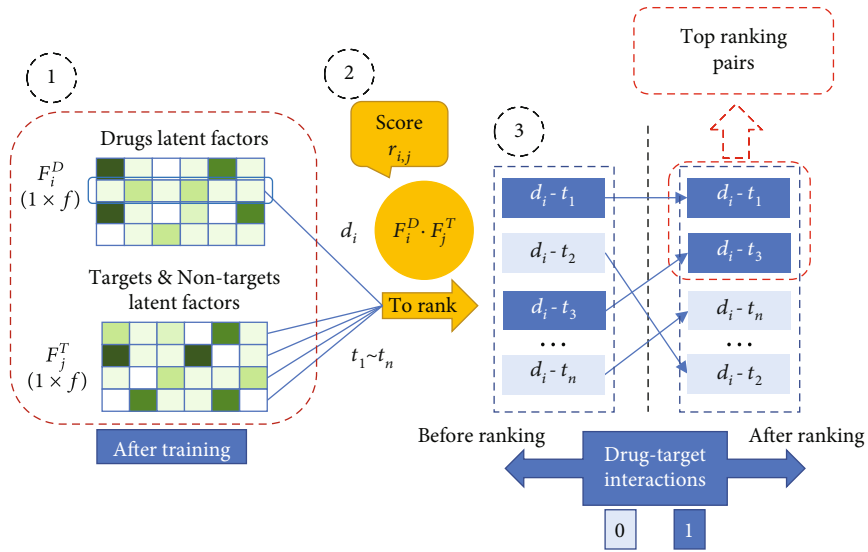 1
Drugs latent factors
F_i^D
(1 × f)
Targets & Non-targets
latent factors
F_j^T
(1 × f)
After training
2
Score
r_{i,j}
d_i
F_i^D · F_j^T
To rank
t_1~t_n
3
Top ranking
pairs
d_i - t_1
d_i - t_2
d_i - t_3
...
d_i - t_n
d_i - t_1
d_i - t_3
d_i - t_n
...
d_i - t_2
Before ranking
After ranking
Drug-target
interactions
0
1